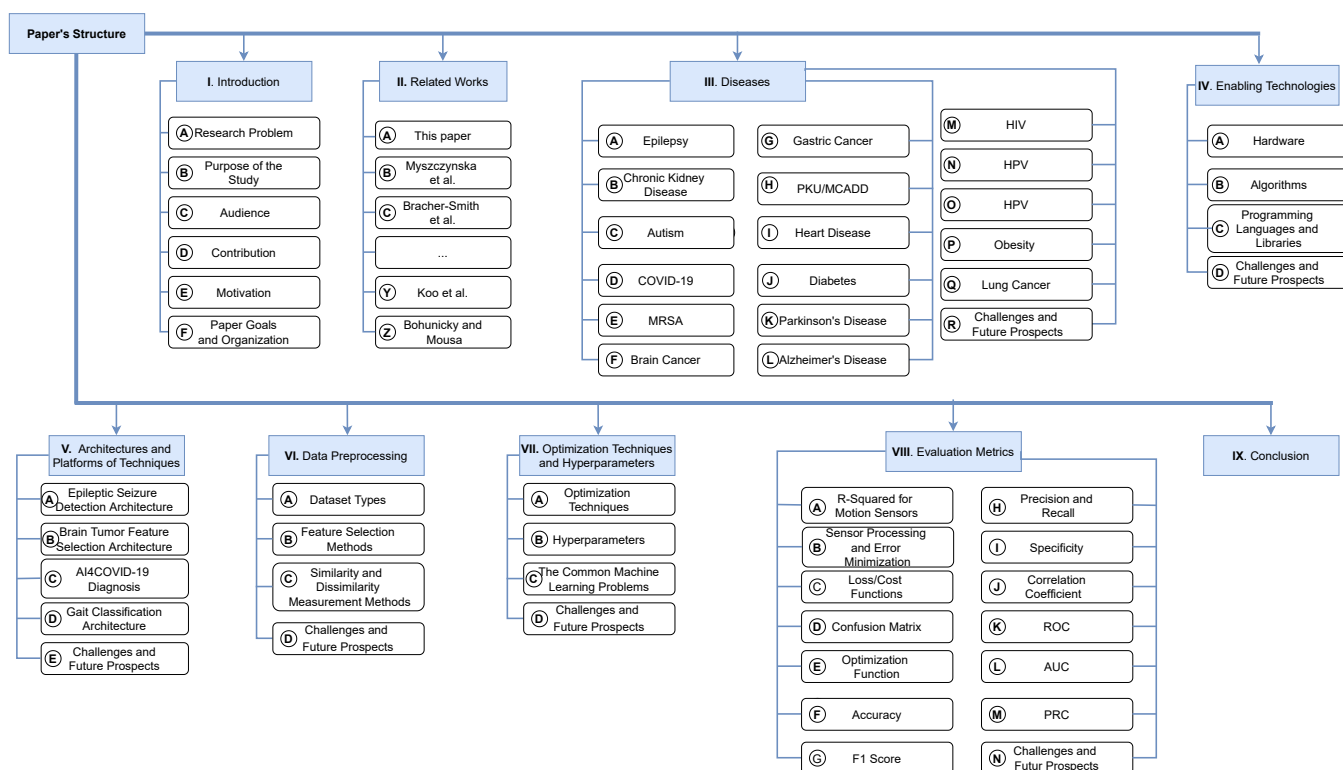 Paper's Structure
I. Introduction
A Research Problem
B Purpose of the
Study
C Audience
D Contribution
E Motivation
F Paper Goals
and Organization
II. Related Works
A This paper
B Myszczynska
et al.
C Bracher-Smith
et al.
...
Y Koo et al.
Z Bohunicky and
Mousa
III. Diseases
A Epilepsy
B Chronic Kidney
Disease
C Autism
D COVID-19
E MRSA
F Brain Cancer
G Gastric Cancer
H PKU/MCADD
I Heart Disease
J Diabetes
K Parkinson's Disease
L Alzheimer's Disease
M HIV
N HPV
O HPV
P Obesity
Q Lung Cancer
R Challenges and
Future Prospects
IV. Enabling Technologies
A Hardware
B Algorithms
C Programming
Languages and
Libraries
D Challenges and
Future Prospects
V. Architectures and
Platforms of Techniques
A Epileptic Seizure
Detection Architecture
B Brain Tumor Feature
Selection Architecture
C AI4COVID-19
Diagnosis
D Gait Classification
Architecture
E Challenges and
Future Prospects
VI. Data Preprocessing
A Dataset Types
B Feature Selection
Methods
C Similarity and
Dissimilarity
Measurement Methods
D Challenges and
Future Prospects
VII. Optimization Techniques
and Hyperparameters
A Optimization
Techniques
B Hyperparameters
C The Common Machine
Learning Problems
D Challenges and
Future Prospects
VIII. Evaluation Metrics
A R-Squared for
Motion Sensors
B Sensor Processing
and Error
Minimization
C Loss/Cost
Functions
D Confusion Matrix
E Optimization
Function
F Accuracy
G F1 Score
H Precision and
Recall
I Specificity
J Correlation
Coefficient
K ROC
L AUC
M PRC
N Challenges and
Futur Prospects
IX. Conclusion